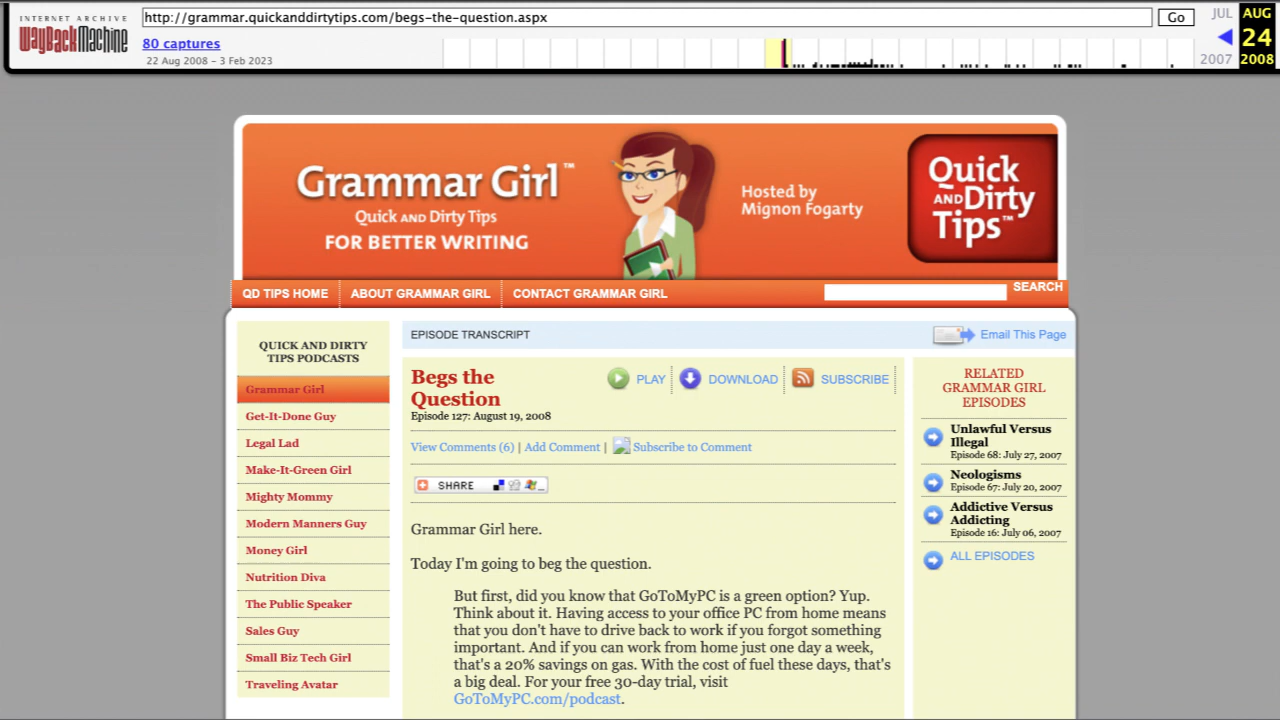 INTERNET ARCHIVE
WayBackMachine
http://grammar.quickanddirtytips.com/begs-the-question.aspx
Go
JUL
AUG
80 captures
24
22 Aug 2008 – 3 Feb 2023
2007
2008
Grammar Girl™
Quick AND Dirty Tips
FOR BETTER WRITING
Hosted by
Mignon Fogarty
Quick
AND Dirty
Tips™
QD TIPS HOME
ABOUT GRAMMAR GIRL
CONTACT GRAMMAR GIRL
SEARCH
QUICK AND DIRTY
TIPS PODCASTS
Grammar Girl
Get-It-Done Guy
Legal Lad
Make-It-Green Girl
Mighty Mommy
Modern Manners Guy
Money Girl
Nutrition Diva
The Public Speaker
Sales Guy
Small Biz Tech Girl
Traveling Avatar
EPISODE TRANSCRIPT
Email This Page
Begs the
Question
PLAY
DOWNLOAD
SUBSCRIBE
Episode 127: August 19, 2008
View Comments (6) | Add Comment | Subscribe to Comment
SHARE
Grammar Girl here.
Today I'm going to beg the question.
But first, did you know that GoToMyPC is a green option? Yup.
Think about it. Having access to your office PC from home means
that you don't have to drive back to work if you forgot something
important. And if you can work from home just one day a week,
that's a 20% savings on gas. With the cost of fuel these days, that's
a big deal. For your free 30-day trial, visit
GoToMyPC.com/podcast.
RELATED
GRAMMAR GIRL
EPISODES
Unlawful Versus
Illegal
Episode 68: July 27, 2007
Neologisms
Episode 67: July 20, 2007
Addictive Versus
Addicting
Episode 16: July 06, 2007
ALL EPISODES